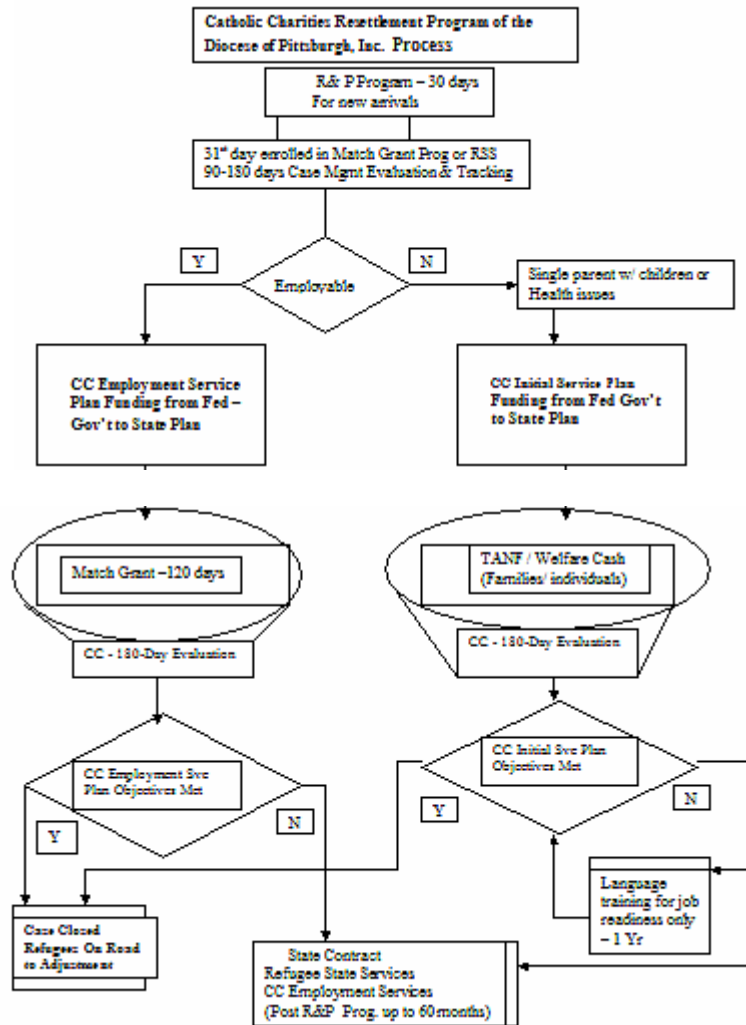 Catholic Charities Resettlement Program of the
Diocese of Pittsburgh, Inc. Process
R& P Program – 30 days
For new arrivals
31st day enrolled in Match Grant Prog or RSS
90-180 days Case Mgmt Evaluation & Tracking
Y
N
Employable
Single parent w/ children or
Health issues
CC Employment Service
Plan Funding from Fed –
Gov't to State Plan
CC Initial Service Plan
Funding from Fed Gov't
to State Plan
Match Grant –120 days
TANF / Welfare Cash
(Families/ individuals)
CC - 180-Day Evaluation
CC - 180-Day Evaluation
CC Employment Svc
Plan Objectives Met
CC Initial Svc Plan
Objectives Met
Y
N
Y
N
Language
training for job
readiness only
– 1 Yr
Case Closed
Refugees On Road
to Adjustment
State Contract
Refugee State Services
CC Employment Services
(Post R&P Prog. up to 60 months)